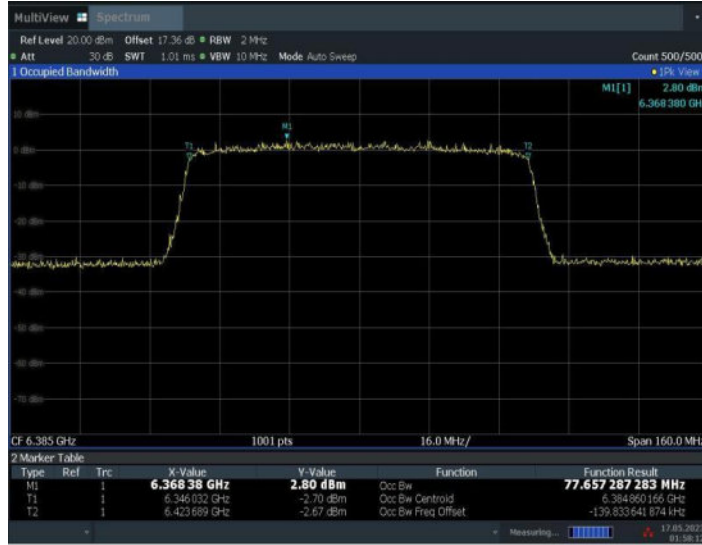 MultiView Spectrum
Ref Level 20.00 dBm Offset 17.36 dB RBW 2 MHz
Att 30 dB SWT 1.01 ms VBW 10 MHz Mode Auto Sweep Count 500/500
1 Occupied Bandwidth 1Pk View
M1[1] 2.80 dBm
6.368 380 GH
10 dBm
M1
T1 T2
0 dBm
-10 dBm
-20 dBm
-30 dBm
-40 dBm
-50 dBm
-60 dBm
-70 dBm
CF 6.385 GHz 1001 pts 16.0 MHz/ Span 160.0 MHz
2 Marker Table
Type Ref Trc X-Value Y-Value Function Function Result
M1 1 6.368 38 GHz 2.80 dBm Occ Bw 77.657 287 283 MHz
T1 1 6.346 032 GHz -2.70 dBm Occ Bw Centroid 6.384 860 166 GHz
T2 1 6.423 689 GHz -2.67 dBm Occ Bw Freq Offset -139.833 641 874 kHz
Measuring... 17.05.202
01:58:1